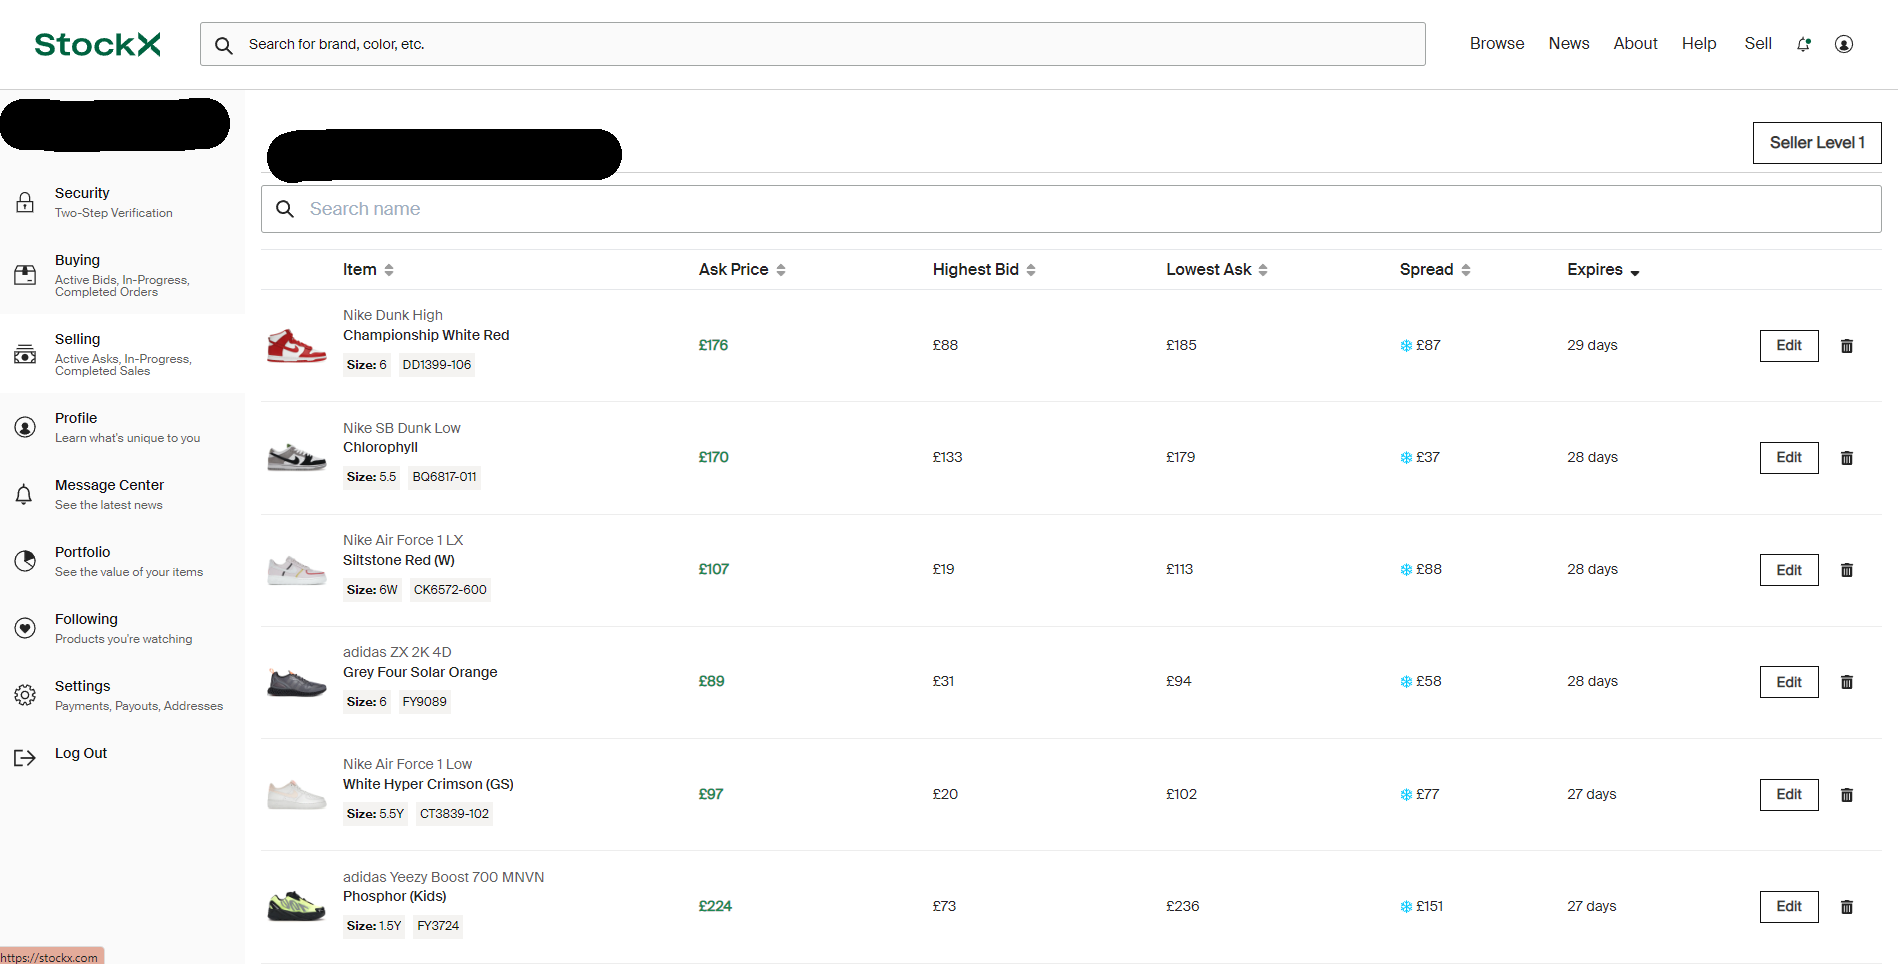 StockX
Search for brand, color, etc.
Browse News About Help Sell
Seller Level 1
Security
Two-Step Verification
Buying
Active Bids, In-Progress,
Completed Orders
Selling
Active Asks, In-Progress,
Completed Sales
Profile
Learn what's unique to you
Message Center
See the latest news
Portfolio
See the value of your items
Following
Products you're watching
Settings
Payments, Payouts, Addresses
Log Out
Search name
Item Ask Price Highest Bid Lowest Ask Spread Expires
Nike Dunk High
Championship White Red
Size: 6 DD1399-106
£176 £88 £185 £87 29 days Edit
Nike SB Dunk Low
Chlorophyll
Size: 5.5 BQ6817-011
£170 £133 £179 £37 28 days Edit
Nike Air Force 1 LX
Siltstone Red (W)
Size: 6W CK6572-600
£107 £19 £113 £88 28 days Edit
adidas ZX 2K 4D
Grey Four Solar Orange
Size: 6 FY9089
£89 £31 £94 £58 28 days Edit
Nike Air Force 1 Low
White Hyper Crimson (GS)
Size: 5.5Y CT3839-102
£97 £20 £102 £77 27 days Edit
adidas Yeezy Boost 700 MNVN
Phosphor (Kids)
Size: 1.5Y FY3724
£224 £73 £236 £151 27 days Edit
https://stockx.com